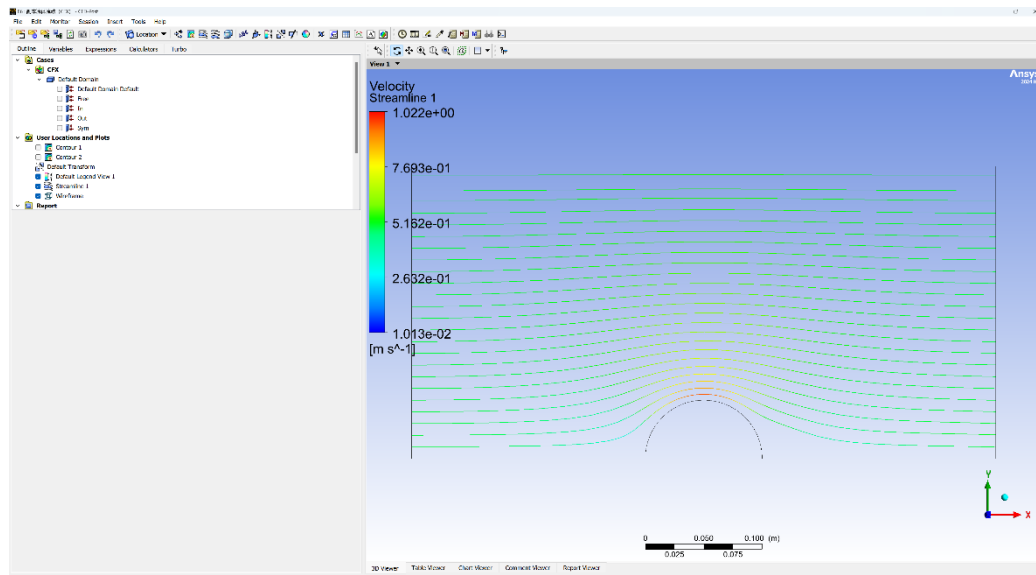 File Edit Monitor Session Insert Tools Help
Location
Outline Variables Expressions Calculators Turbo
Cases
CFX
Default Domain
Default Domain Default
Free
In
Out
Sym
User Locations and Plots
Contour 1
Contour 2
Default Transform
Default Legend View 1
Streamline 1
Wireframe
Report
View 1
Ansys
Velocity
Streamline 1
1.022e+00
7.693e-01
5.162e-01
2.632e-01
1.013e-02
[m s^-1]
Y
X
0 0.050 0.100 (m)
0.025 0.075
3D Viewer Table Viewer Chart Viewer Comment Viewer Report Viewer